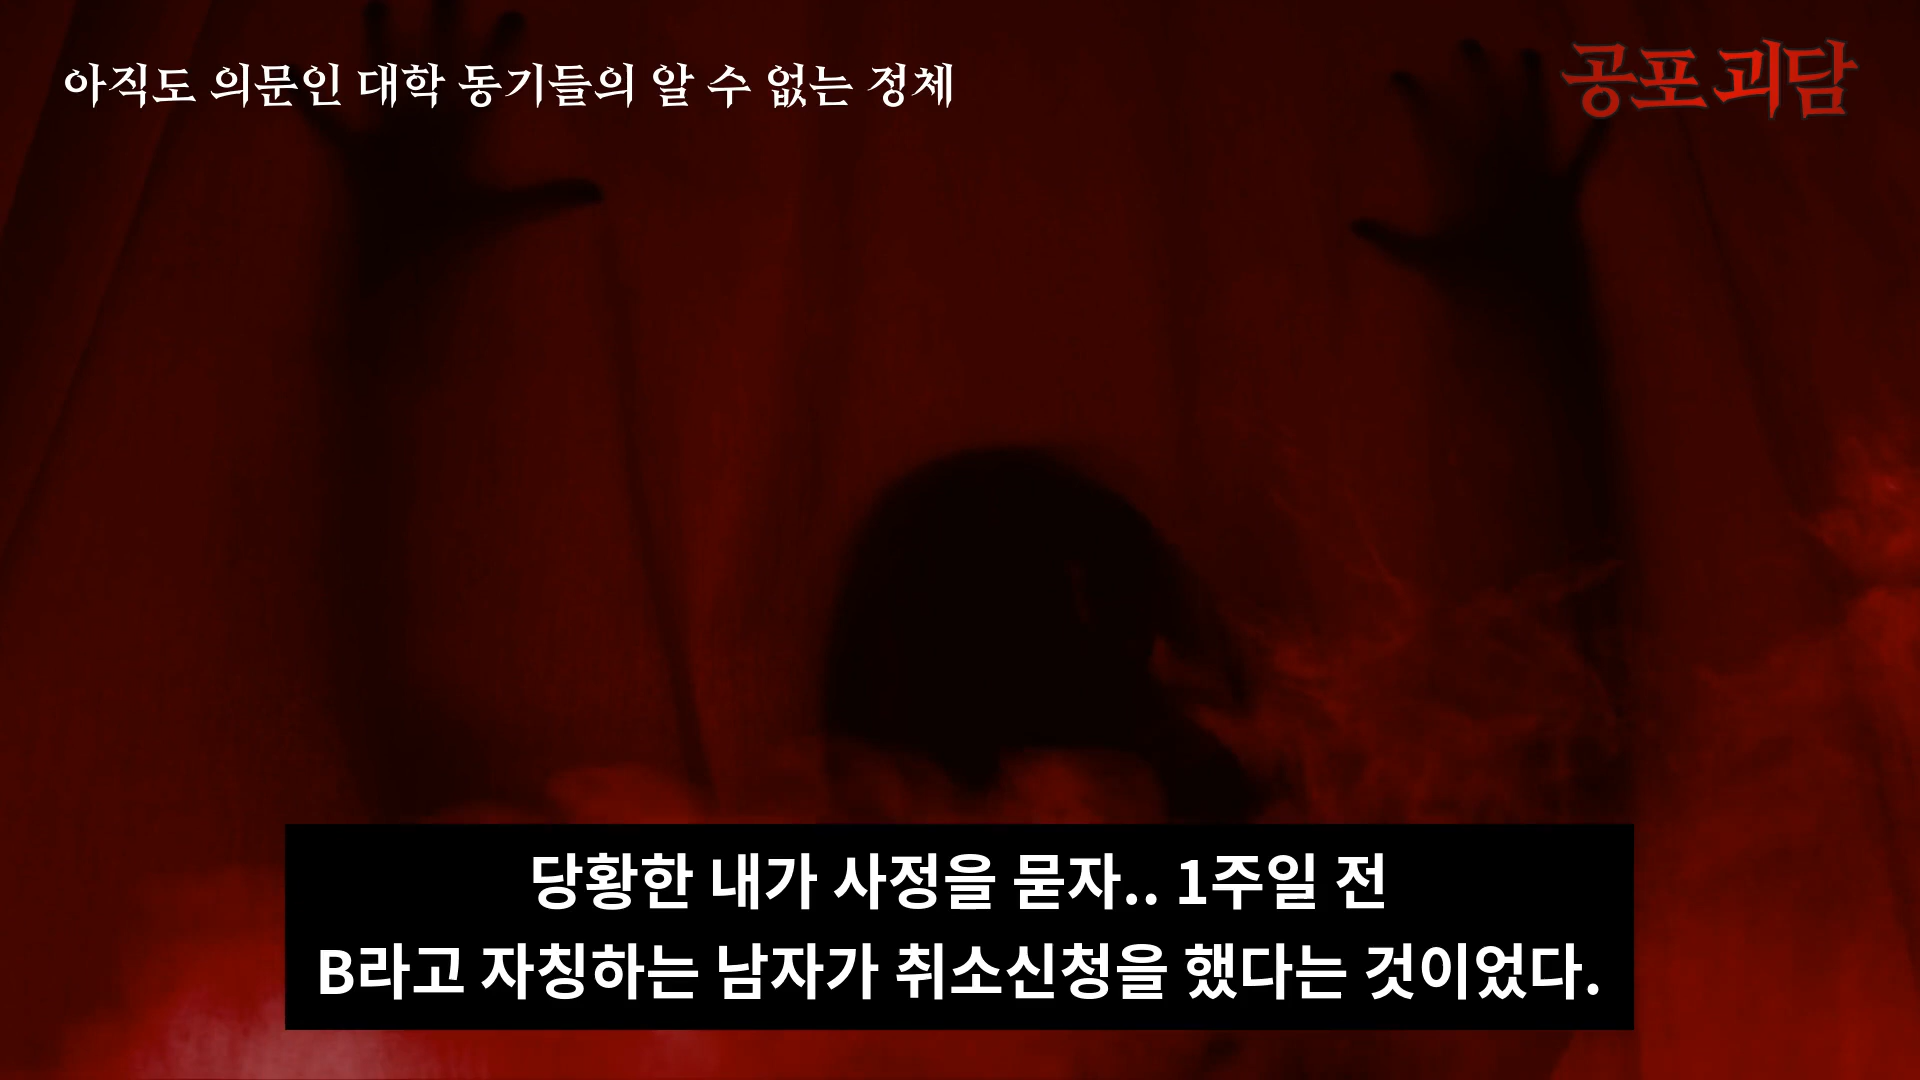 아직도 의문인 대학 동기들의 알 수 없는 정체
공포 괴담
당황한 내가 사정을 묻자.. 1주일 전
B라고 자칭하는 남자가 취소신청을 했다는 것이었다.